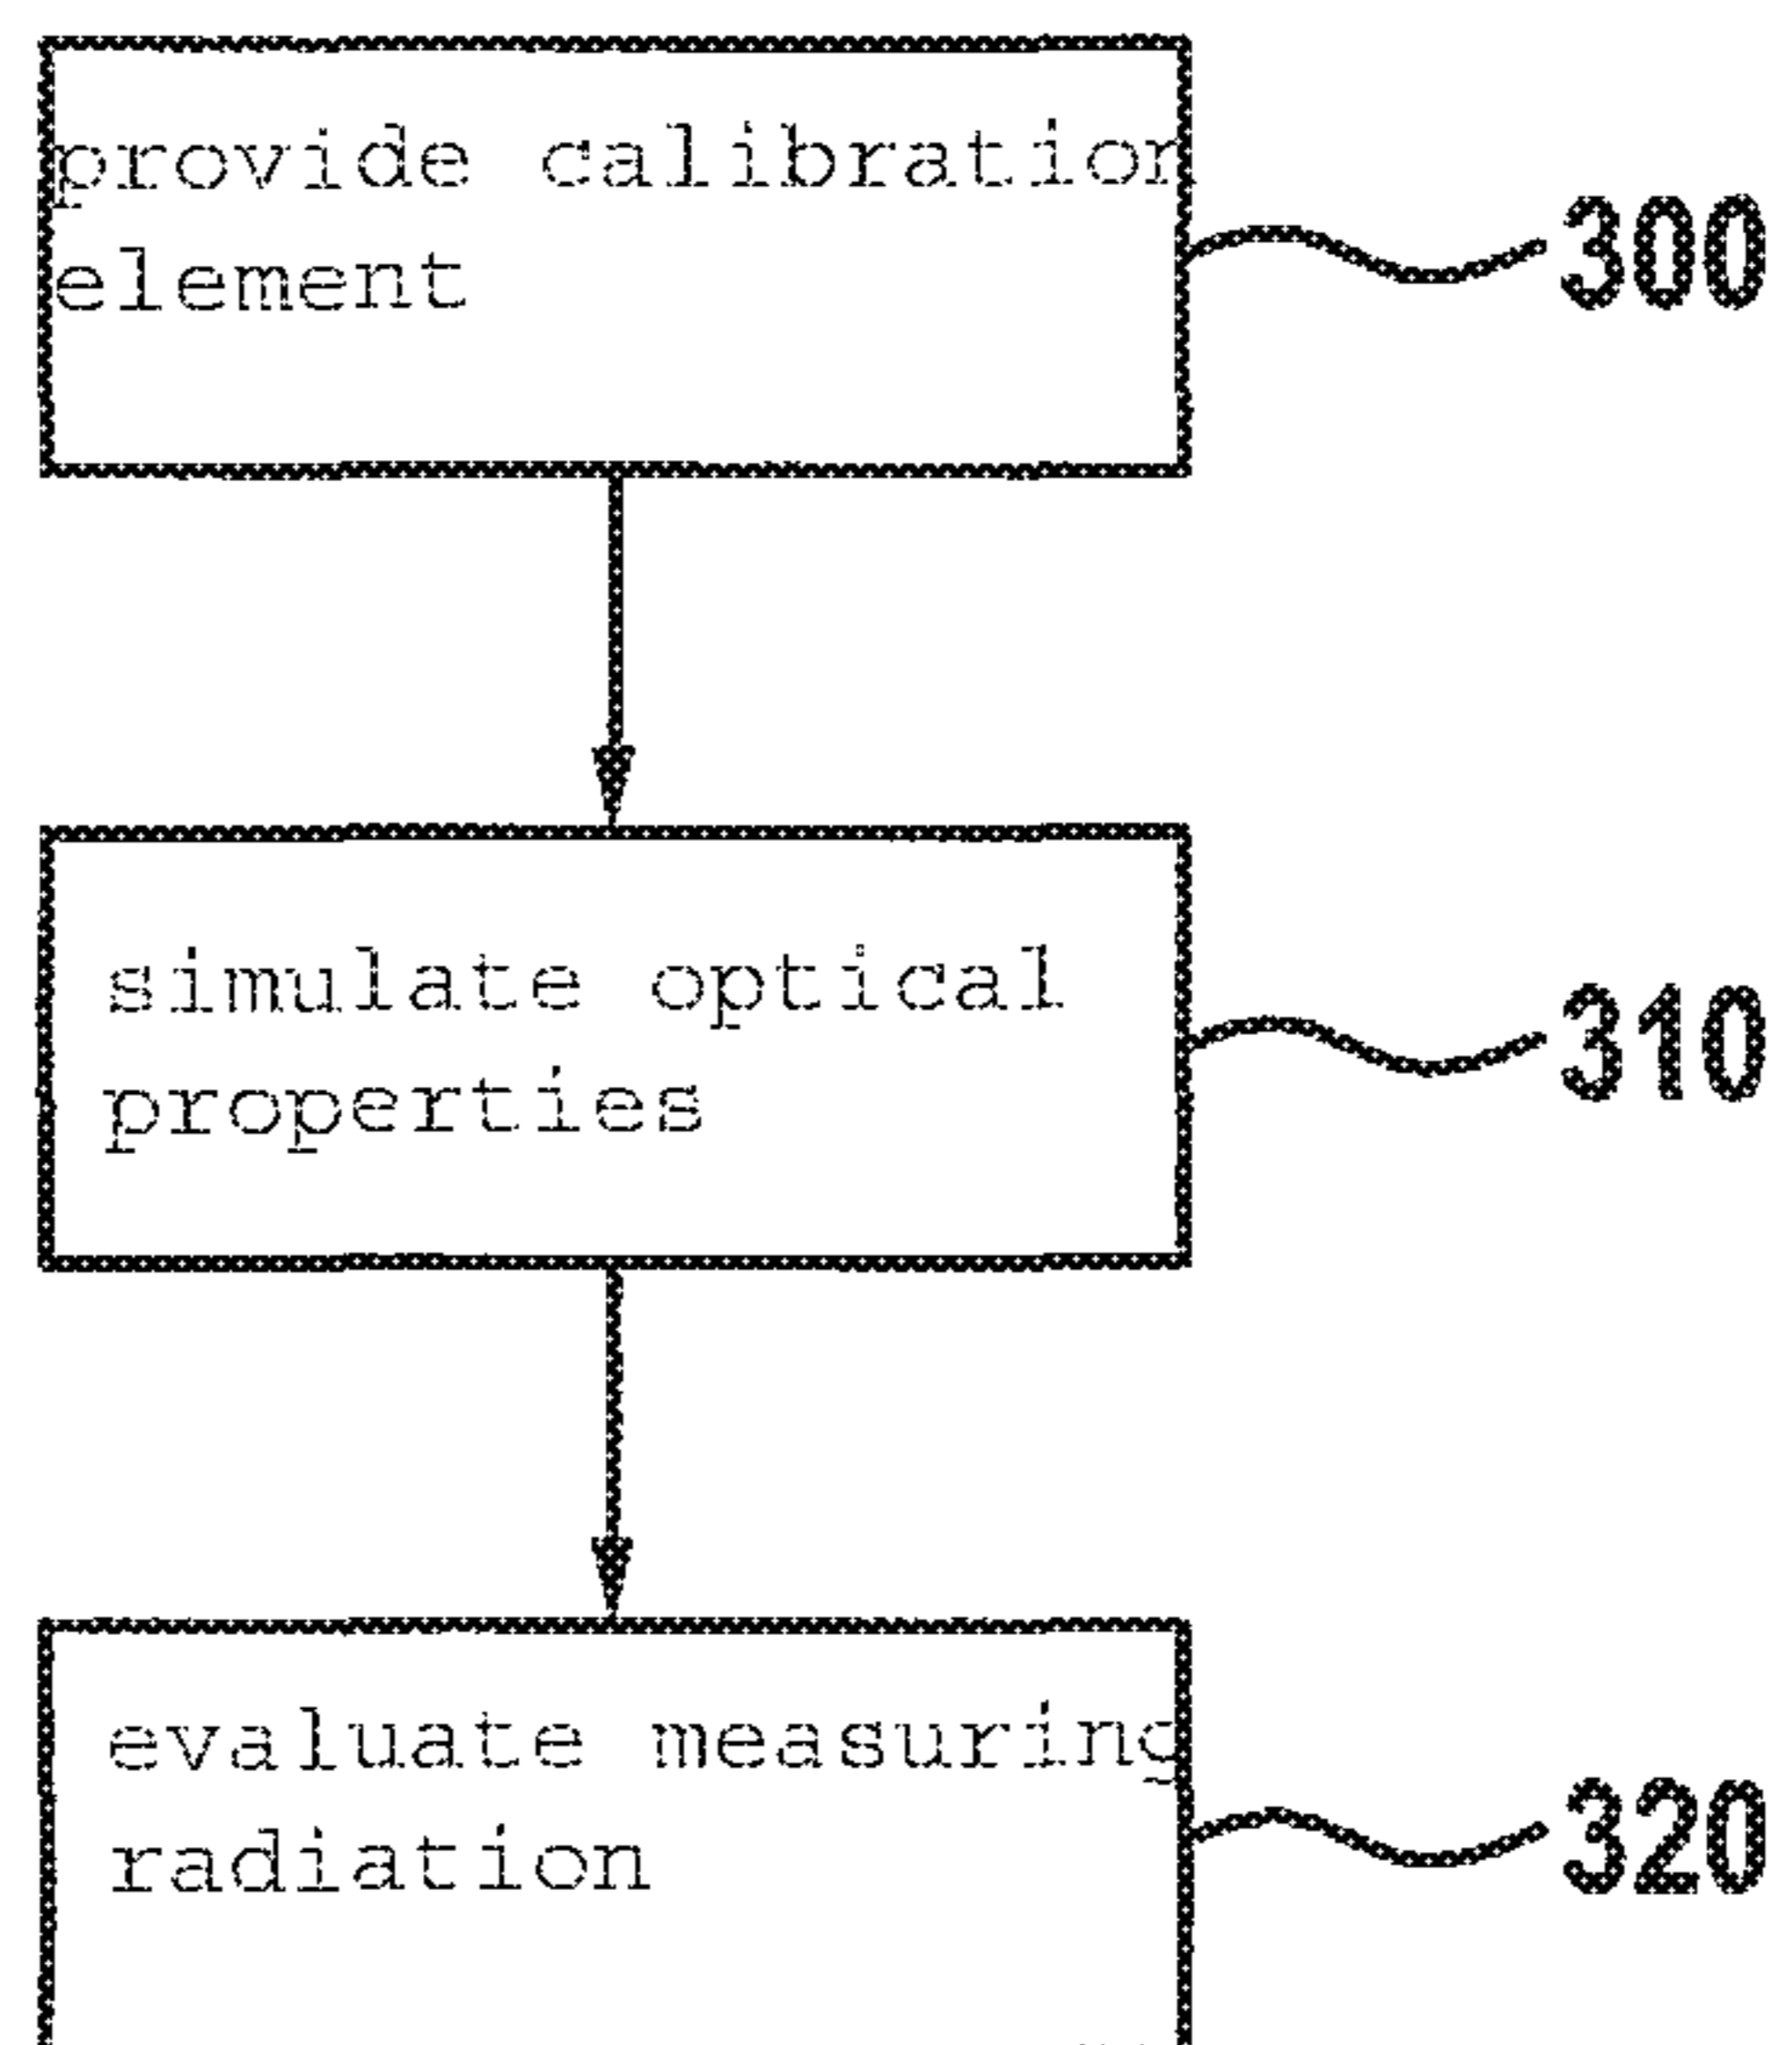 provide calibration
element
300
simulate optical
properties
310
evaluate measuring
radiation
320